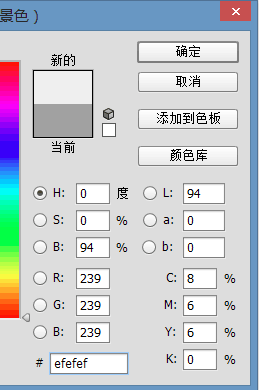 景色）
新的
当前
确定
取消
添加到色板
颜色库
H: 0 度
L: 94
S: 0 %
a: 0
B: 94 %
b: 0
R: 239
C: 8 %
G: 239
M: 6 %
B: 239
Y: 6 %
# efefef
K: 0 %